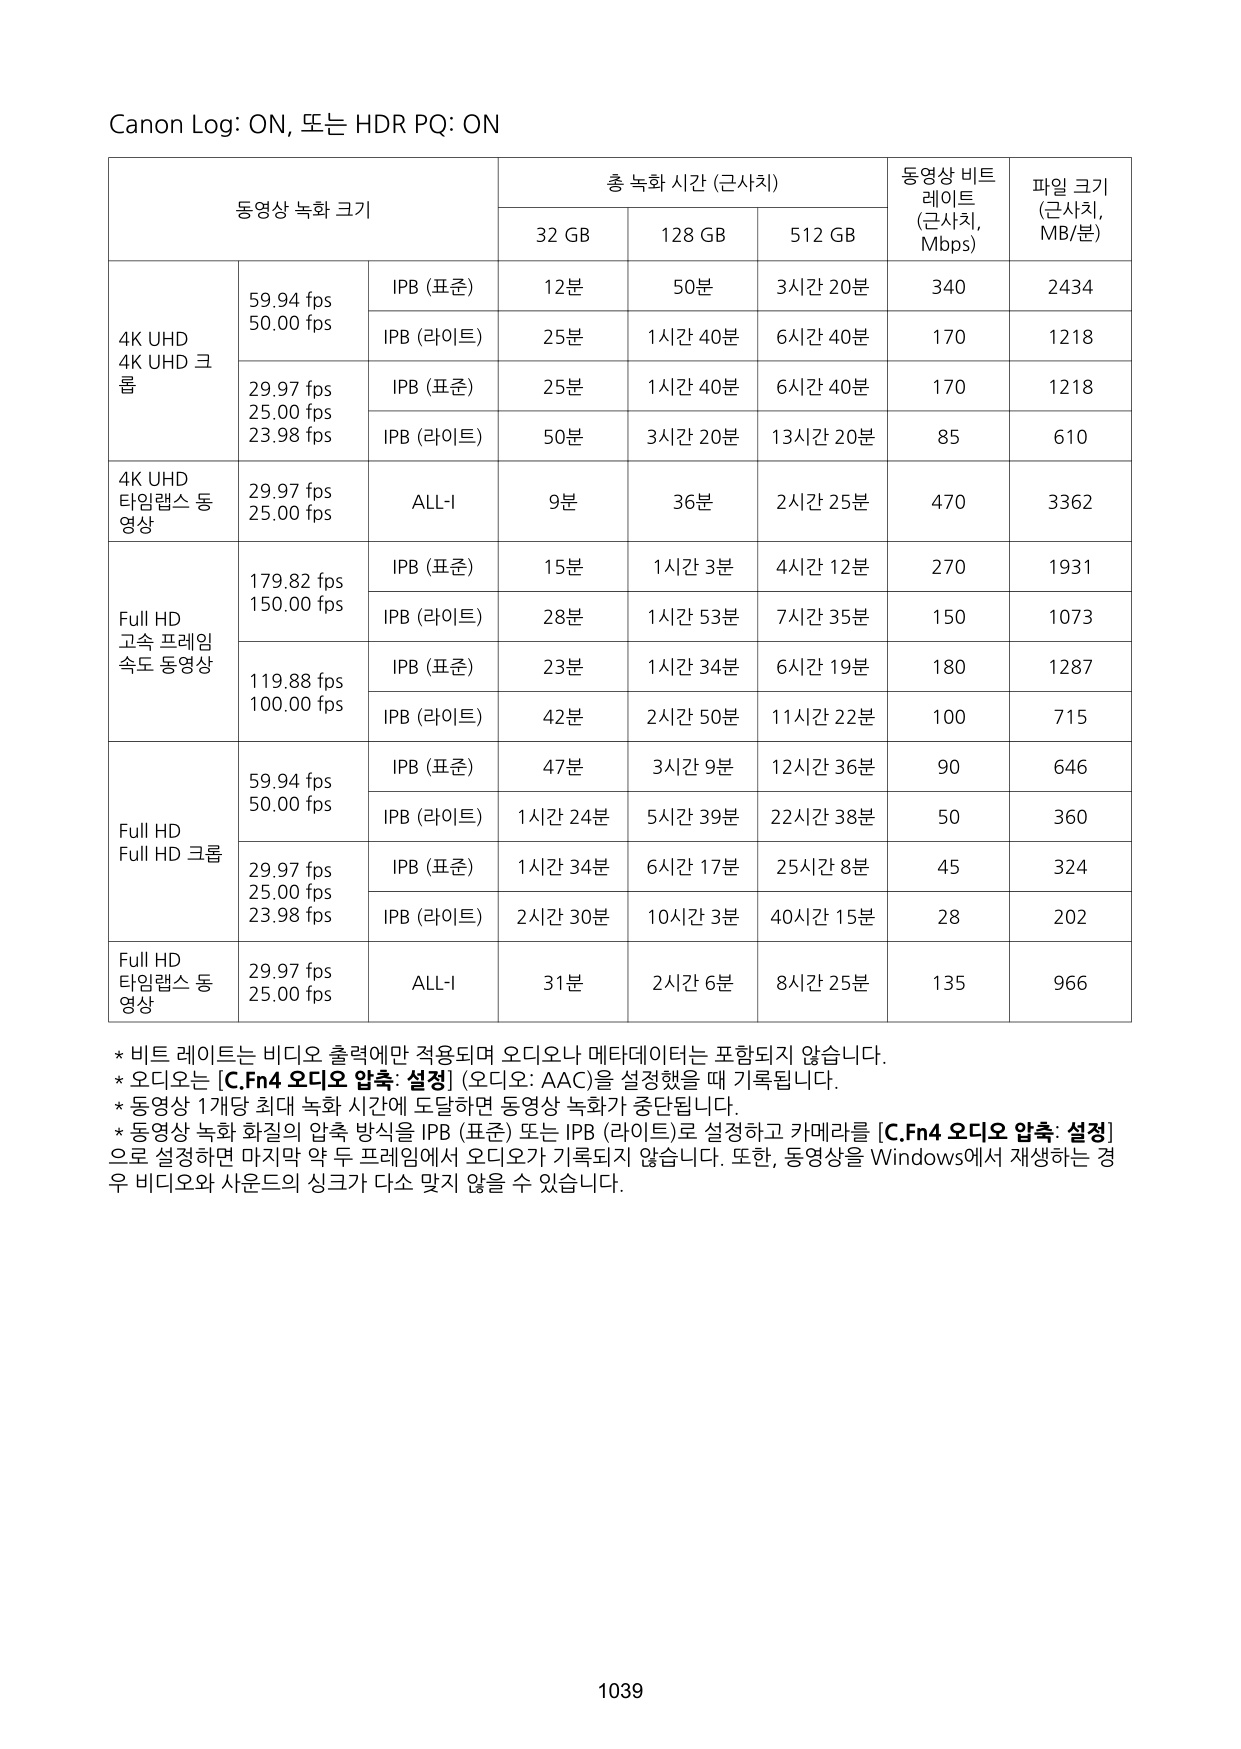 Canon Log: ON, 또는 HDR PQ: ON
동영상 녹화 크기
총 녹화 시간 (근사치)
동영상 비트
레이트
(근사치,
Mbps)
파일 크기
(근사치,
MB/분)
32 GB
128 GB
512 GB
4K UHD
4K UHD 크
롭
59.94 fps
50.00 fps
IPB (표준)
12분
50분
3시간 20분
340
2434
IPB (라이트)
25분
1시간 40분
6시간 40분
170
1218
29.97 fps
25.00 fps
23.98 fps
IPB (표준)
25분
1시간 40분
6시간 40분
170
1218
IPB (라이트)
50분
3시간 20분
13시간 20분
85
610
4K UHD
타임랩스 동
영상
29.97 fps
25.00 fps
ALL-I
9분
36분
2시간 25분
470
3362
Full HD
고속 프레임
속도 동영상
179.82 fps
150.00 fps
IPB (표준)
15분
1시간 3분
4시간 12분
270
1931
IPB (라이트)
28분
1시간 53분
7시간 35분
150
1073
119.88 fps
100.00 fps
IPB (표준)
23분
1시간 34분
6시간 19분
180
1287
IPB (라이트)
42분
2시간 50분
11시간 22분
100
715
Full HD
Full HD 크롭
59.94 fps
50.00 fps
IPB (표준)
47분
3시간 9분
12시간 36분
90
646
IPB (라이트)
1시간 24분
5시간 39분
22시간 38분
50
360
29.97 fps
25.00 fps
23.98 fps
IPB (표준)
1시간 34분
6시간 17분
25시간 8분
45
324
IPB (라이트)
2시간 30분
10시간 3분
40시간 15분
28
202
Full HD
타임랩스 동
영상
29.97 fps
25.00 fps
ALL-I
31분
2시간 6분
8시간 25분
135
966
* 비트 레이트는 비디오 출력에만 적용되며 오디오나 메타데이터는 포함되지 않습니다.
* 오디오는 [C.Fn4 오디오 압축: 설정] (오디오: AAC)을 설정했을 때 기록됩니다.
* 동영상 1개당 최대 녹화 시간에 도달하면 동영상 녹화가 중단됩니다.
* 동영상 녹화 화질의 압축 방식을 IPB (표준) 또는 IPB (라이트)로 설정하고 카메라를 [C.Fn4 오디오 압축: 설정]
으로 설정하면 마지막 약 두 프레임에서 오디오가 기록되지 않습니다. 또한, 동영상을 Windows에서 재생하는 경
우 비디오와 사운드의 싱크가 다소 맞지 않을 수 있습니다.
1039